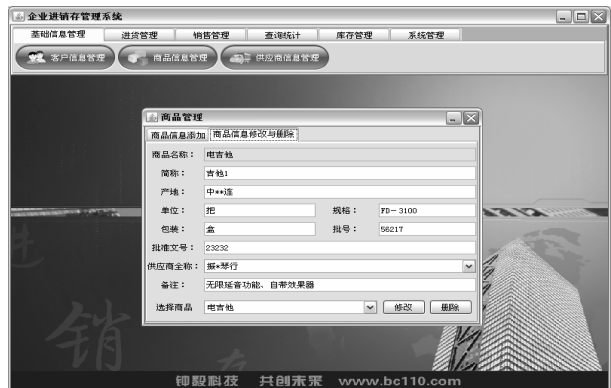 企业进销存管理系统
基础信息管理 进货管理 销售管理 查询统计 库存管理 系统管理
客户信息管理 商品信息管理 供应商信息管理
商品管理
商品信息添加 商品信息修改与删除
商品名称： 电吉他
简称： 吉他1
产地： 中**连
单位： 把 规格： FD－3100
包装： 盒 批号： 56217
批准文号： 23232
供应商全称： 振*琴行
备注： 无限延音功能、自带效果器
选择商品 电吉他 修改 删除
销
存
钾毅科技 共创未来 www.bc110.com